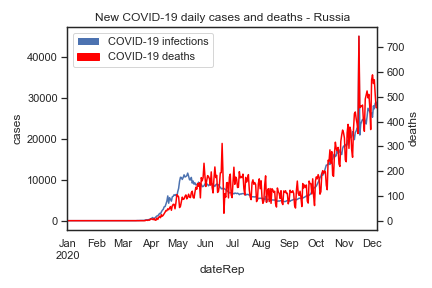 New COVID-19 daily cases and deaths - Russia
COVID-19 infections
COVID-19 deaths
40000
30000
20000
10000
0
cases
700
600
500
400
300
200
100
0
deaths
Jan Feb Mar Apr May Jun Jul Aug Sep Oct Nov Dec
2020
dateRep